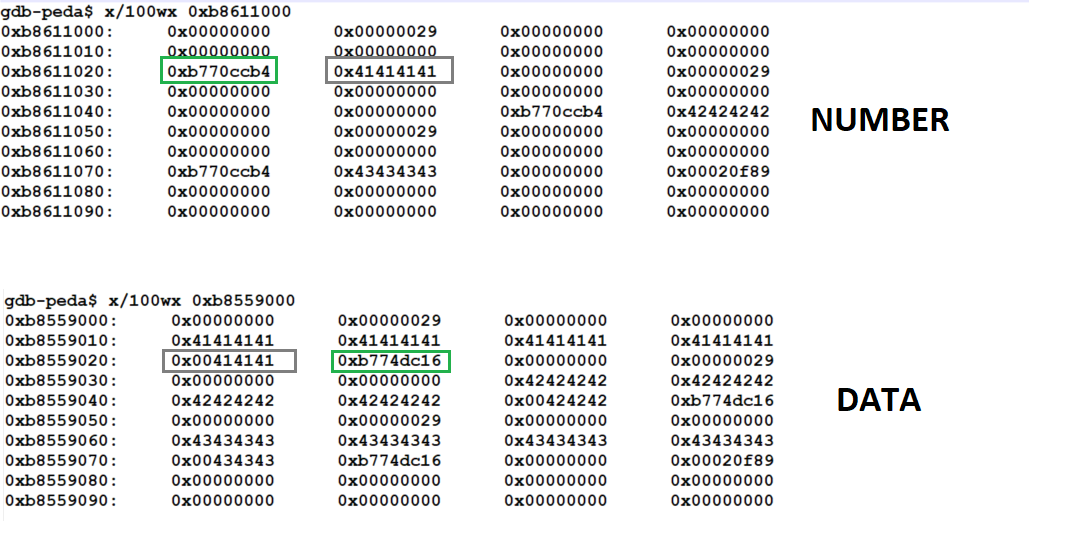 gdb-peda$ x/100wx 0xb8611000
0xb8611000: 0x00000000 0x00000029 0x00000000 0x00000000
0xb8611010: 0x00000000 0x00000000 0x00000000 0x00000000
0xb8611020: 0xb770ccb4 0x41414141 0x00000000 0x00000029
0xb8611030: 0x00000000 0x00000000 0x00000000 0x00000000
0xb8611040: 0x00000000 0x00000000 0xb770ccb4 0x42424242
0xb8611050: 0x00000000 0x00000029 0x00000000 0x00000000
0xb8611060: 0x00000000 0x00000000 0x00000000 0x00000000
0xb8611070: 0xb770ccb4 0x43434343 0x00000000 0x00020f89
0xb8611080: 0x00000000 0x00000000 0x00000000 0x00000000
0xb8611090: 0x00000000 0x00000000 0x00000000 0x00000000
NUMBER
gdb-peda$ x/100wx 0xb8559000
0xb8559000: 0x00000000 0x00000029 0x00000000 0x00000000
0xb8559010: 0x41414141 0x41414141 0x41414141 0x41414141
0xb8559020: 0x00414141 0xb774dc16 0x00000000 0x00000029
0xb8559030: 0x00000000 0x00000000 0x42424242 0x42424242
0xb8559040: 0x42424242 0x42424242 0x00424242 0xb774dc16
0xb8559050: 0x00000000 0x00000029 0x00000000 0x00000000
0xb8559060: 0x43434343 0x43434343 0x43434343 0x43434343
0xb8559070: 0x00434343 0xb774dc16 0x00000000 0x00020f89
0xb8559080: 0x00000000 0x00000000 0x00000000 0x00000000
0xb8559090: 0x00000000 0x00000000 0x00000000 0x00000000
DATA